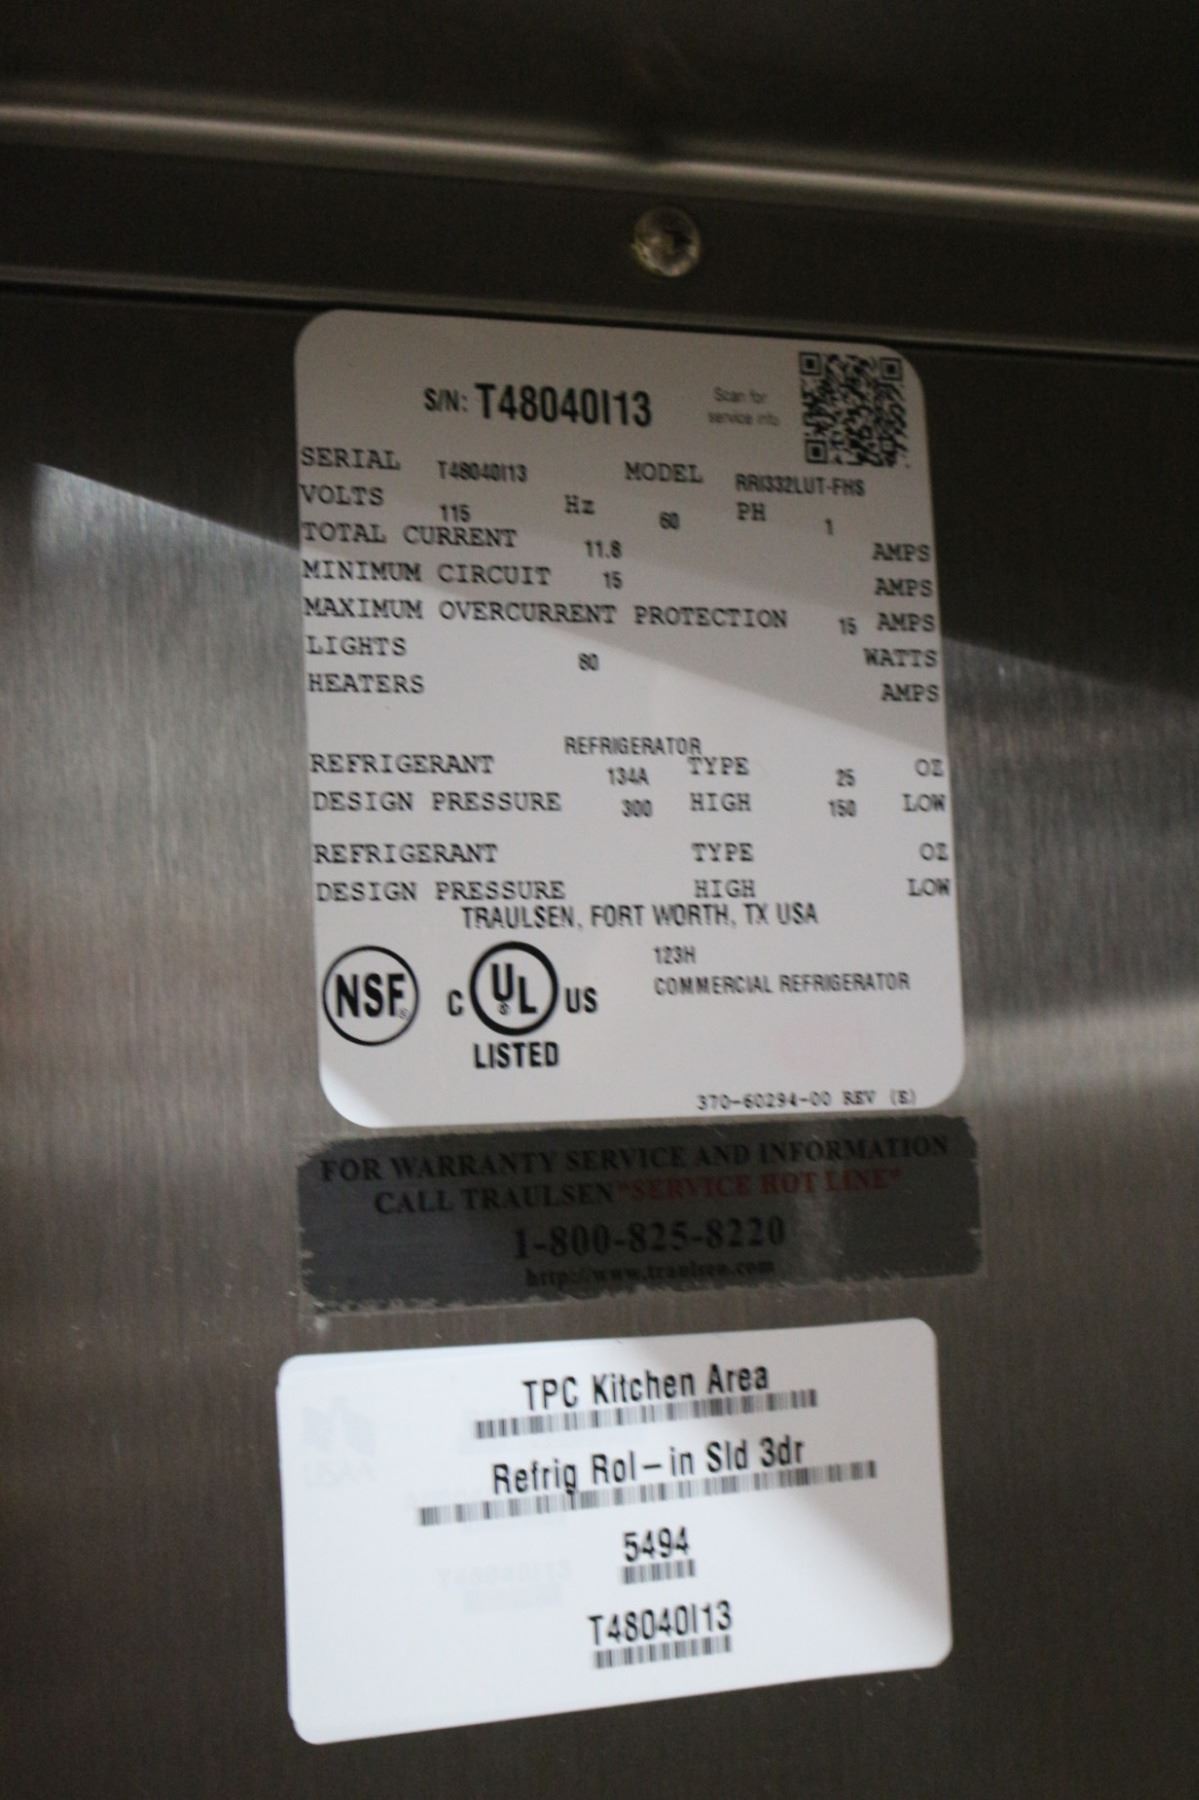 S/N: T48040I13 Scan for service info
SERIAL T48040I13 MODEL RRI332LUT-FHS
VOLTS 115 Hz 60 PH 1
TOTAL CURRENT 11.8 AMPS
MINIMUM CIRCUIT 15 AMPS
MAXIMUM OVERCURRENT PROTECTION 15 AMPS
LIGHTS 80 WATTS
HEATERS AMPS
REFRIGERATOR
REFRIGERANT 134A TYPE 25 OZ
DESIGN PRESSURE 300 HIGH 150 LOW
REFRIGERANT TYPE OZ
DESIGN PRESSURE HIGH LOW
TRAULSEN, FORT WORTH, TX USA
NSF®
C UL US
LISTED
123H
COMMERCIAL REFRIGERATOR
370-60294-00 REV (E)
FOR WARRANTY SERVICE AND INFORMATION
CALL TRAULSEN "SERVICE HOT LINE"
1-800-825-8220
http://www.traulsen.com
TPC Kitchen Area
Refrig Rol-in Sld 3dr
5494
T48040I13